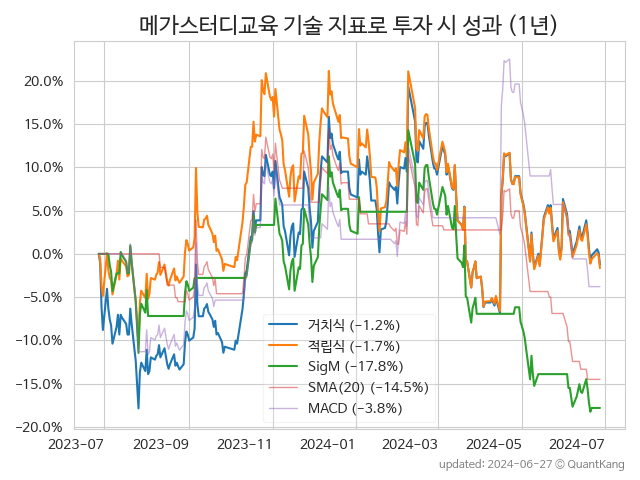 메가스터디교육 기술 지표로 투자 시 성과 (1년)
20.0%
15.0%
10.0%
5.0%
0.0%
−5.0%
−10.0%
−15.0%
−20.0%
거치식 (−1.2%)
적립식 (−1.7%)
SigM (−17.8%)
SMA(20) (−14.5%)
MACD (−3.8%)
2023−07 2023−09 2023−11 2024−01 2024−03 2024−05 2024−07
updated: 2024−06−27 © QuantKang